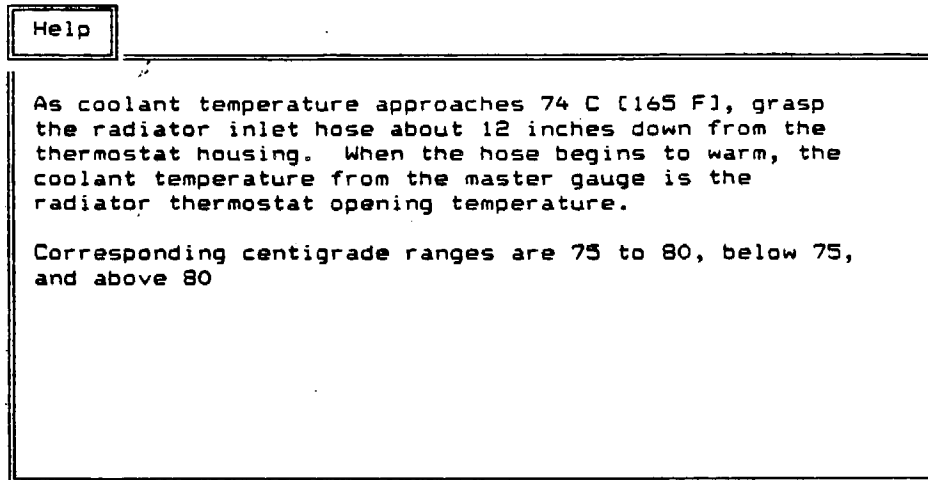 Help
As coolant temperature approaches 74 C [165 F], grasp
the radiator inlet hose about 12 inches down from the
thermostat housing. When the hose begins to warm, the
coolant temperature from the master gauge is the
radiator thermostat opening temperature.
Corresponding centigrade ranges are 75 to 80, below 75,
and above 80